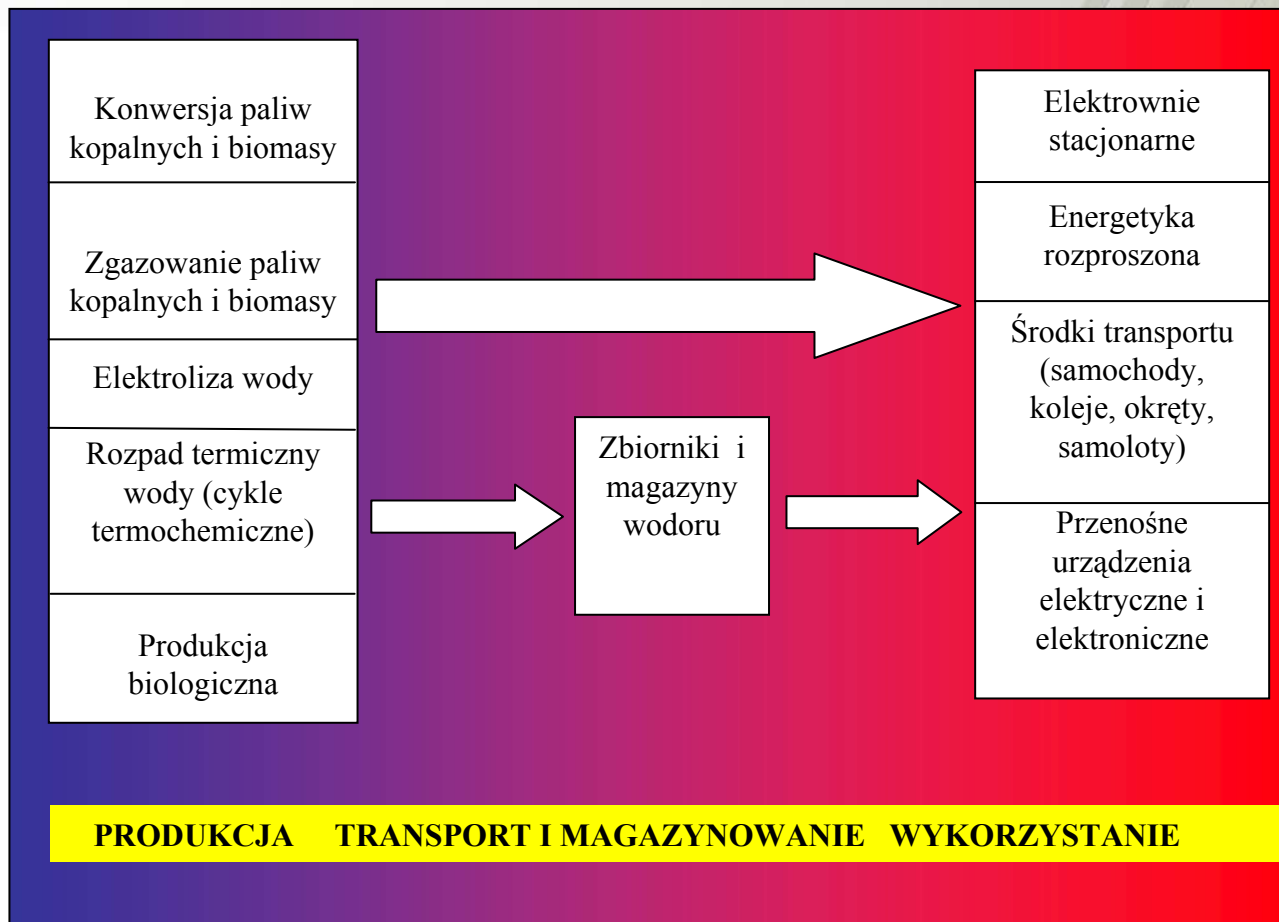 Konwersja paliw
kopalnych i biomasy
Zgazowanie paliw
kopalnych i biomasy
Elektroliza wody
Rozpad termiczny
wody (cykle
termochemiczne)
Produkcja
biologiczna
Zbiorniki i
magazyny
wodoru
Elektrownie
stacjonarne
Energetyka
rozproszona
Środki transportu
(samochody,
koleje, okręty,
samoloty)
Przenośne
urządzenia
elektryczne i
elektroniczne
PRODUKCJA TRANSPORT I MAGAZYNOWANIE WYKORZYSTANIE